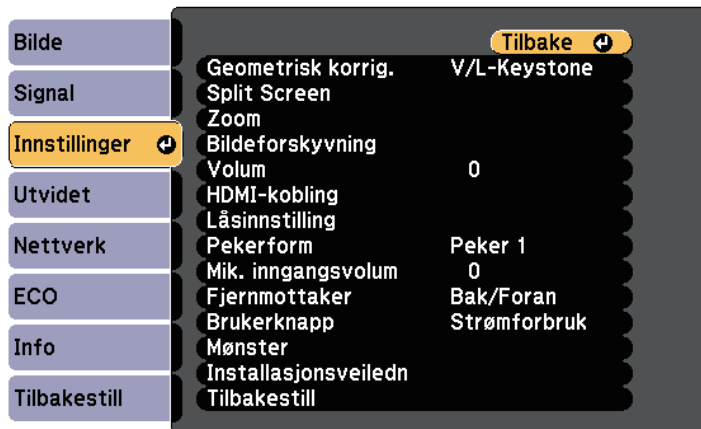 Bilde
Signal
Innstillinger
Utvidet
Nettverk
ECO
Info
Tilbakestill
Tilbake
Geometrisk korrig. V/L-Keystone
Split Screen
Zoom
Bildeforskyvning
Volum 0
HDMI-kobling
Låsinnstilling
Pekerform Peker 1
Mik. inngangsvolum 0
Fjernmottaker Bak/Foran
Brukerknapp Strømforbruk
Mønster
Installasjonsveiledn
Tilbakestill